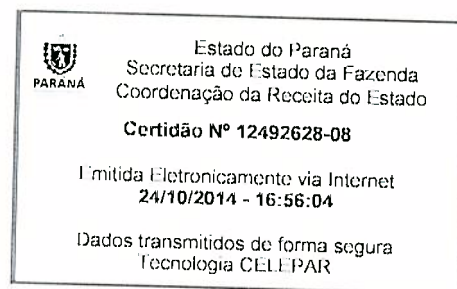 PARANÁ
Estado do Paraná
Secretaria de Estado da Fazenda
Coordenação da Receita do Estado
Certidão Nº 12492628-08
Emitida Eletronicamente via Internet
24/10/2014 - 16:56:04
Dados transmitidos de forma segura
Tecnologia CELEPAR